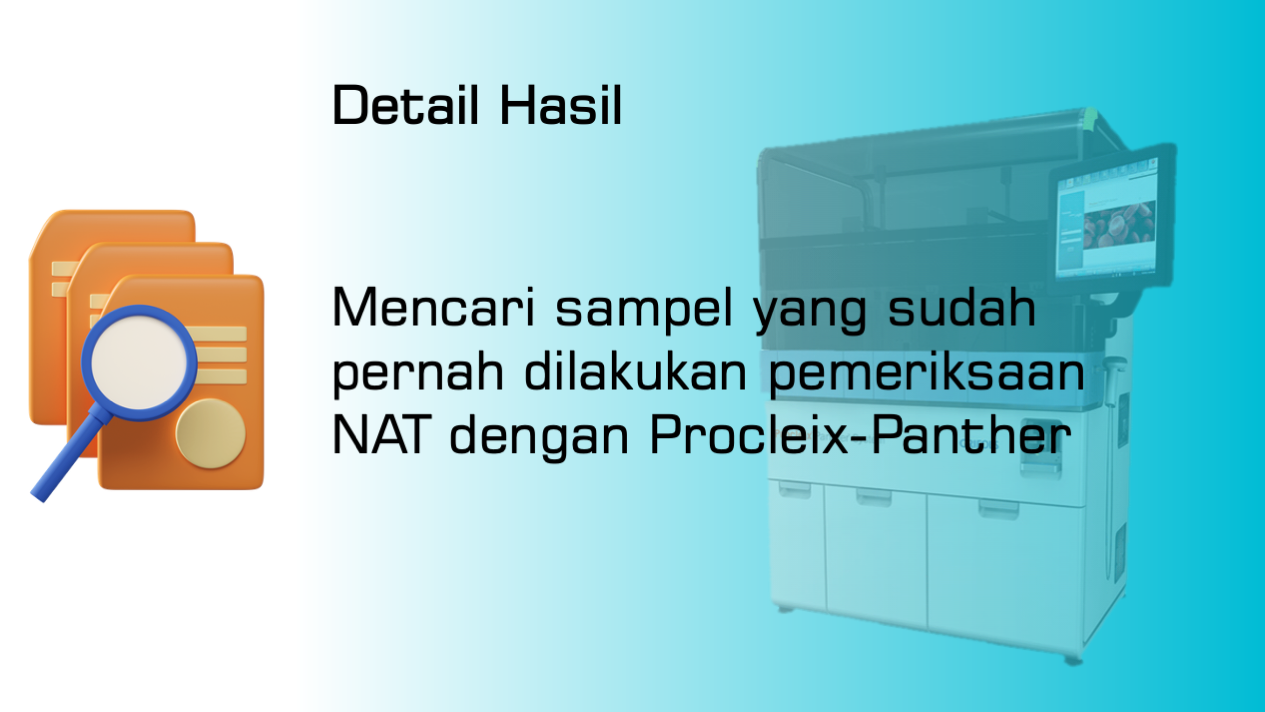 Detail Hasil
Mencari sampel yang sudah
pernah dilakukan pemeriksaan
NAT dengan Procleix-Panther